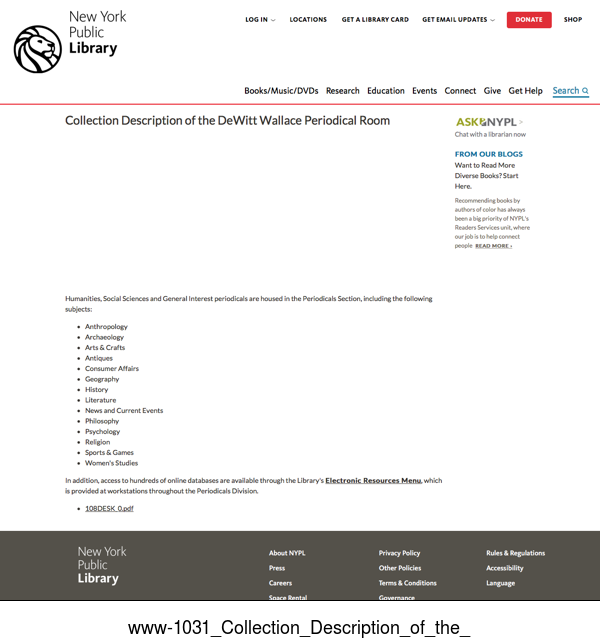 New York
Public
Library
LOG IN
LOCATIONS
GET A LIBRARY CARD
GET EMAIL UPDATES
DONATE
SHOP
Books/Music/DVDs Research Education Events Connect Give Get Help Search
Collection Description of the DeWitt Wallace Periodical Room
ASK NYPL >
Chat with a librarian now
FROM OUR BLOGS
Want to Read More
Diverse Books? Start
Here.
Recommending books by
authors of color has always
been a big priority of NYPL's
Readers Services unit, where
our job is to help connect
people READ MORE ›
Humanities, Social Sciences and General Interest periodicals are housed in the Periodicals Section, including the following
subjects:
• Anthropology
• Archaeology
• Arts & Crafts
• Antiques
• Consumer Affairs
• Geography
• History
• Literature
• News and Current Events
• Philosophy
• Psychology
• Religion
• Sports & Games
• Women's Studies
In addition, access to hundreds of online databases are available through the Library's Electronic Resources Menu, which
is provided at workstations throughout the Periodicals Division.
• 108DESK_0.pdf
New York
Public
Library
About NYPL
Privacy Policy
Rules & Regulations
Press
Other Policies
Accessibility
Careers
Terms & Conditions
Language
Space Rental
Governance
www-1031_Collection_Description_of_the_